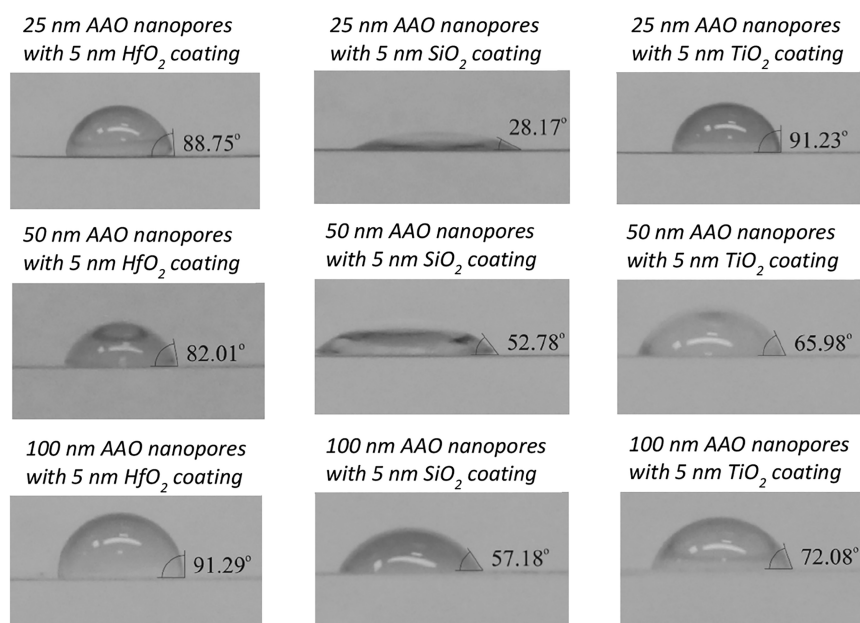 25 nm AAO nanopores
with 5 nm HfO₂ coating
25 nm AAO nanopores
with 5 nm SiO₂ coating
25 nm AAO nanopores
with 5 nm TiO₂ coating
88.75°
28.17°
91.23°
50 nm AAO nanopores
with 5 nm HfO₂ coating
50 nm AAO nanopores
with 5 nm SiO₂ coating
50 nm AAO nanopores
with 5 nm TiO₂ coating
82.01°
52.78°
65.98°
100 nm AAO nanopores
with 5 nm HfO₂ coating
100 nm AAO nanopores
with 5 nm SiO₂ coating
100 nm AAO nanopores
with 5 nm TiO₂ coating
91.29°
57.18°
72.08°